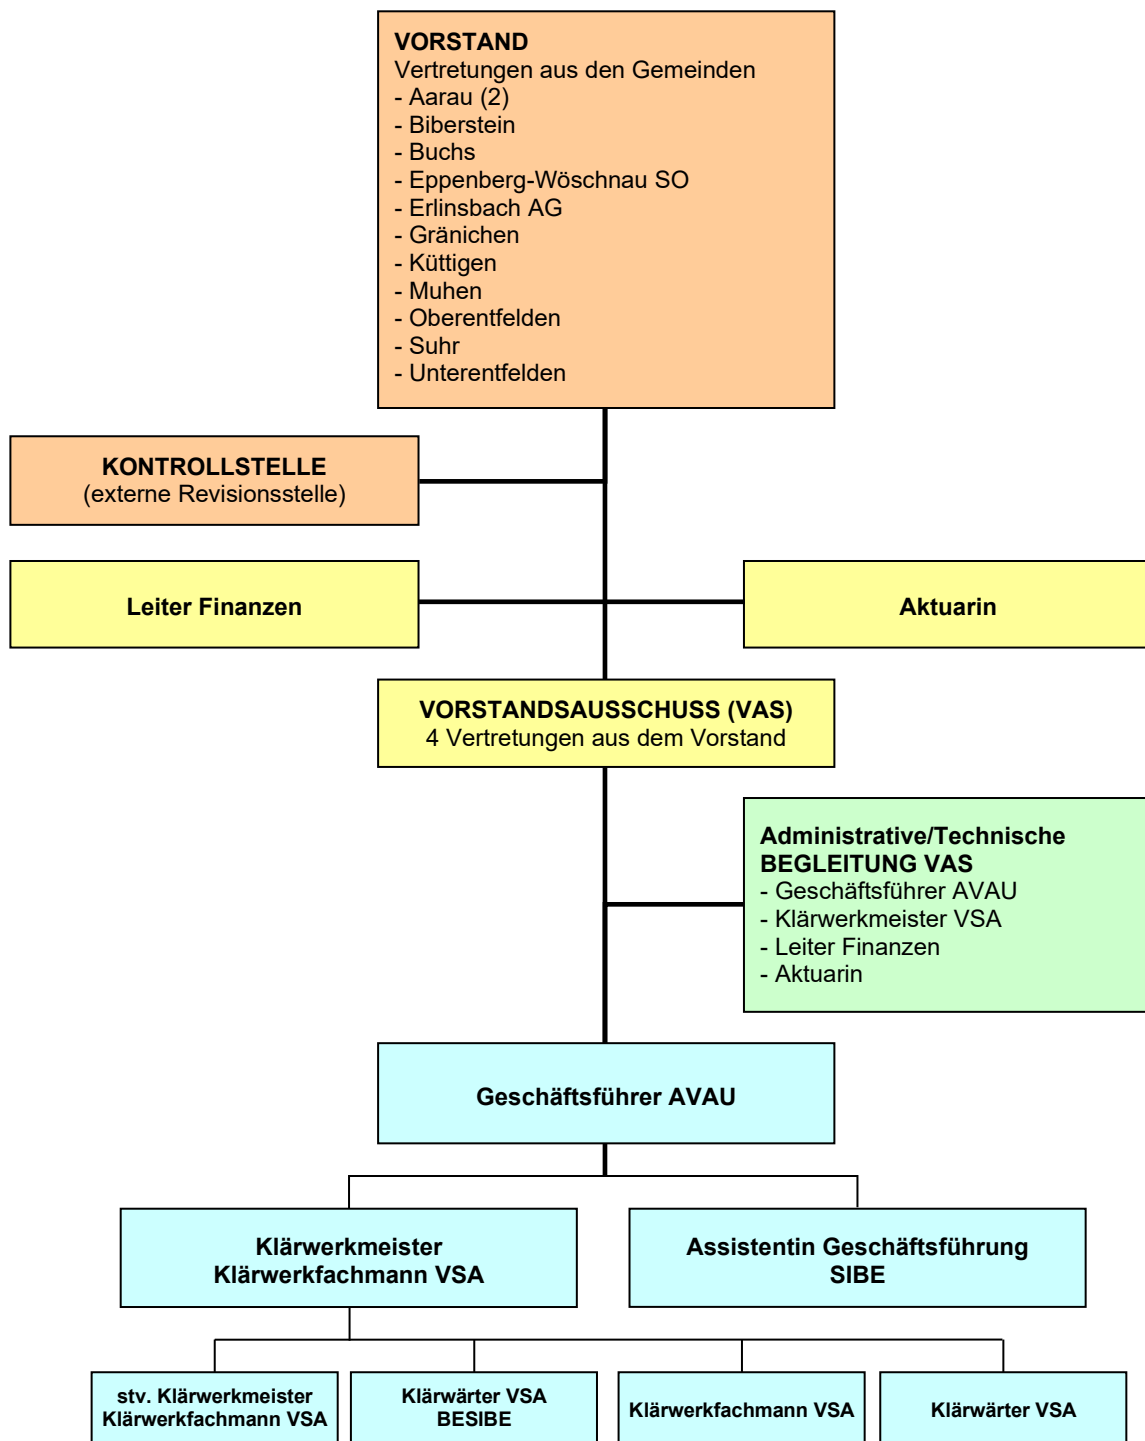 VORSTAND
Vertretungen aus den Gemeinden
- Aarau (2)
- Biberstein
- Buchs
- Eppenberg-Wöschnau SO
- Erlinsbach AG
- Gränichen
- Küttigen
- Muhen
- Oberentfelden
- Suhr
- Unterentfelden
KONTROLLSTELLE
(externe Revisionsstelle)
Leiter Finanzen
Aktuarin
VORSTANDSAUSSCHUSS (VAS)
4 Vertretungen aus dem Vorstand
Administrative/Technische
BEGLEITUNG VAS
- Geschäftsführer AVAU
- Klärwerkmeister VSA
- Leiter Finanzen
- Aktuarin
Geschäftsführer AVAU
Klärwerkmeister
Klärwerkfachmann VSA
Assistentin Geschäftsführung
SIBE
stv. Klärwerkmeister
Klärwerkfachmann VSA
Klärwärter VSA
BESIBE
Klärwerkfachmann VSA
Klärwärter VSA